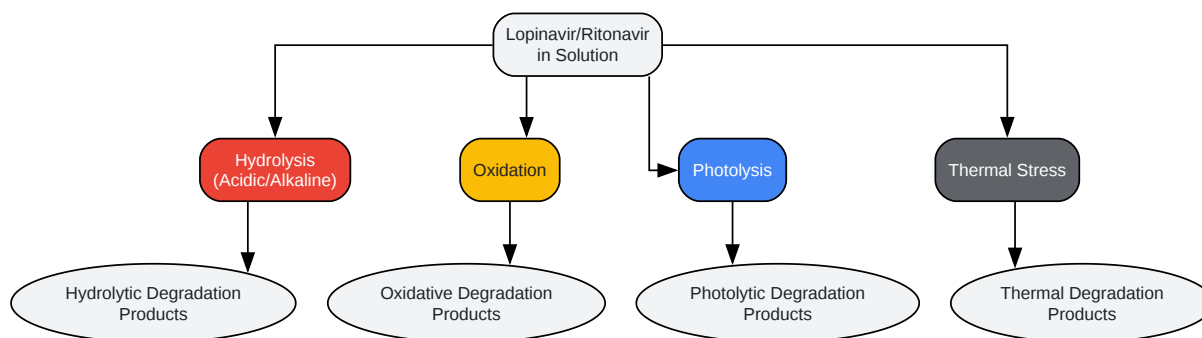 Lopinavir/Ritonavir
in Solution
Hydrolysis
(Acidic/Alkaline)
Oxidation
Photolysis
Thermal Stress
Hydrolytic Degradation
Products
Oxidative Degradation
Products
Photolytic Degradation
Products
Thermal Degradation
Products